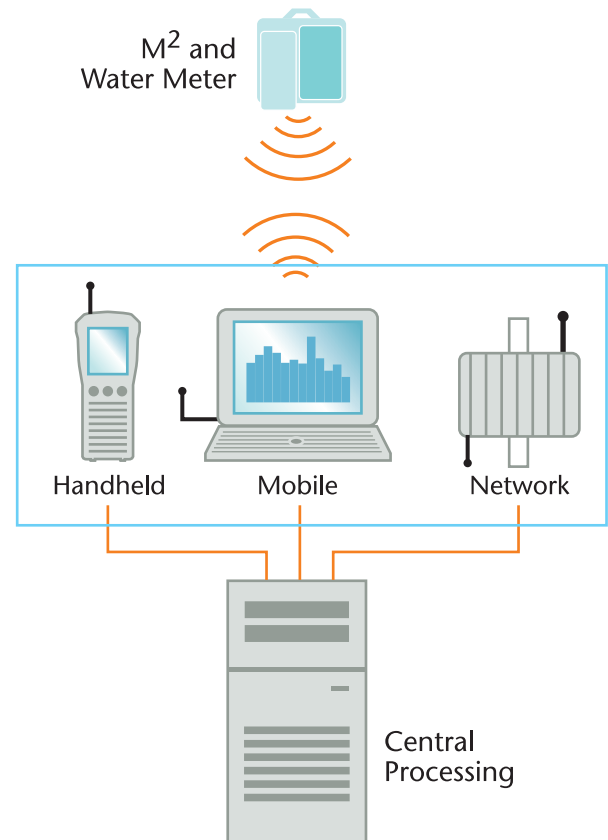 M² and
Water Meter
Handheld
Mobile
Network
Central
Processing